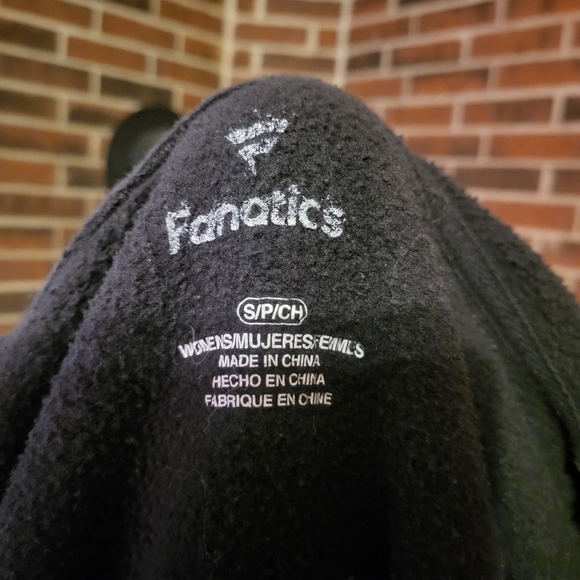 Fanatics
S/P/CH
WOMENS/MUJERES/FEMMES
MADE IN CHINA
HECHO EN CHINA
FABRIQUE EN CHINE